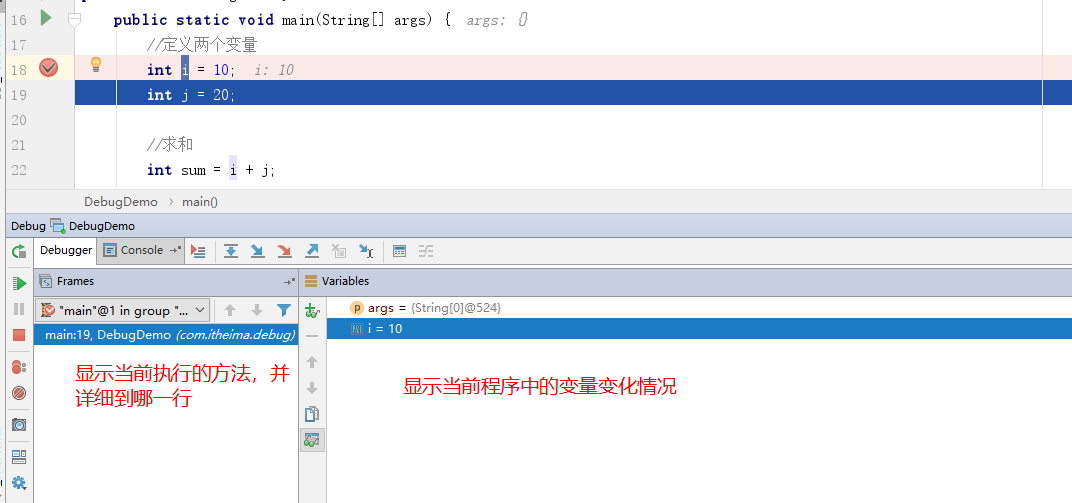 16 public static void main(String[] args) { args: {}
17 //定义两个变量
18 int i = 10; i: 10
19 int j = 20;
20
21 //求和
22 int sum = i + j;
DebugDemo › main()
Debug DebugDemo
Debugger Console
Frames
Variables
"main"@1 in group "...
args = {String[0]@524}
main:19, DebugDemo (com.itheima.debug)
i = 10
显示当前执行的方法，并
详细到哪一行
显示当前程序中的变量变化情况